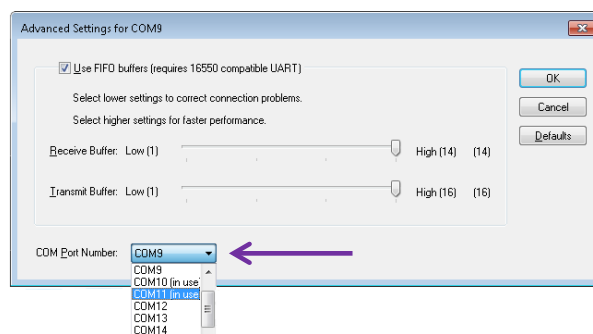 Advanced Settings for COM9
Use FIFO buffers (requires 16550 compatible UART)
OK
Select lower settings to correct connection problems.
Cancel
Select higher settings for faster performance.
Defaults
Receive Buffer: Low (1) High (14) (14)
Transmit Buffer: Low (1) High (16) (16)
COM Port Number: COM9
COM9
COM10 (in use
COM11 (in use
COM12
COM13
COM14